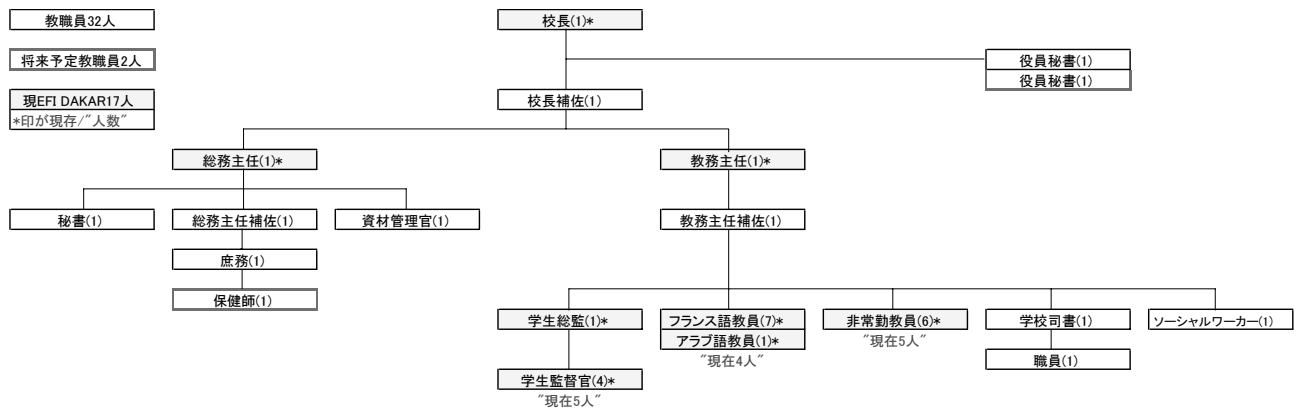 教職員32人
校長(1)*
将来予定教職員2人
役員秘書(1)
役員秘書(1)
現EFI DAKAR17人
*印が現存/"人数"
校長補佐(1)
総務主任(1)*
教務主任(1)*
秘書(1)
総務主任補佐(1)
資材管理官(1)
教務主任補佐(1)
庶務(1)
保健師(1)
学生総監(1)*
フランス語教員(7)*
アラブ語教員(1)*
"現在4人"
非常勤教員(6)*
"現在5人"
学校司書(1)
ソーシャルワーカー(1)
職員(1)
学生監督官(4)*
"現在5人"